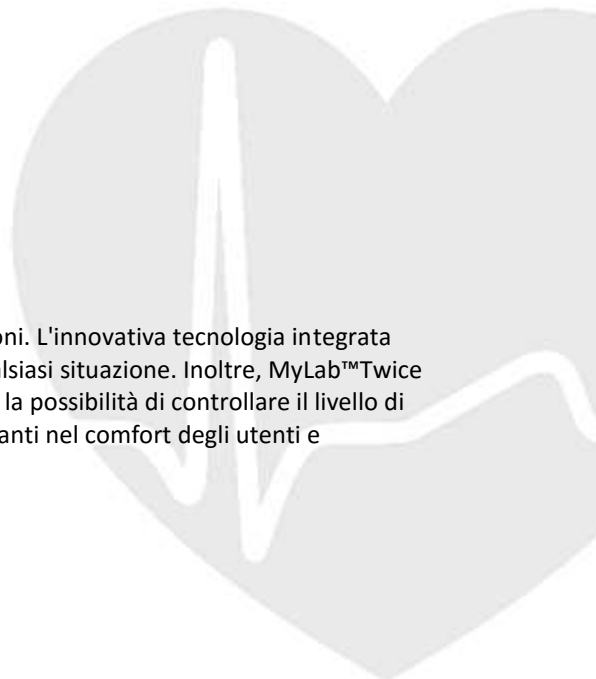 oni. L'innovativa tecnologia integrata
alsiasi situazione. Inoltre, MyLab™Twice
la possibilità di controllare il livello di
anti nel comfort degli utenti e